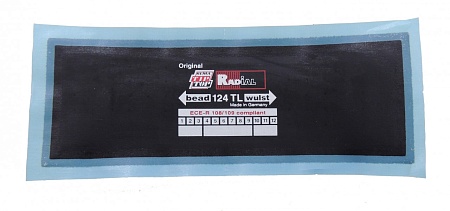 Original
REMA
TIP
TOP
RADIAL
bead 124 TL wulst
Made in Germany
ECE-R 108/109 compliant
1 2 3 4 5 6 7 8 9 10 11 12